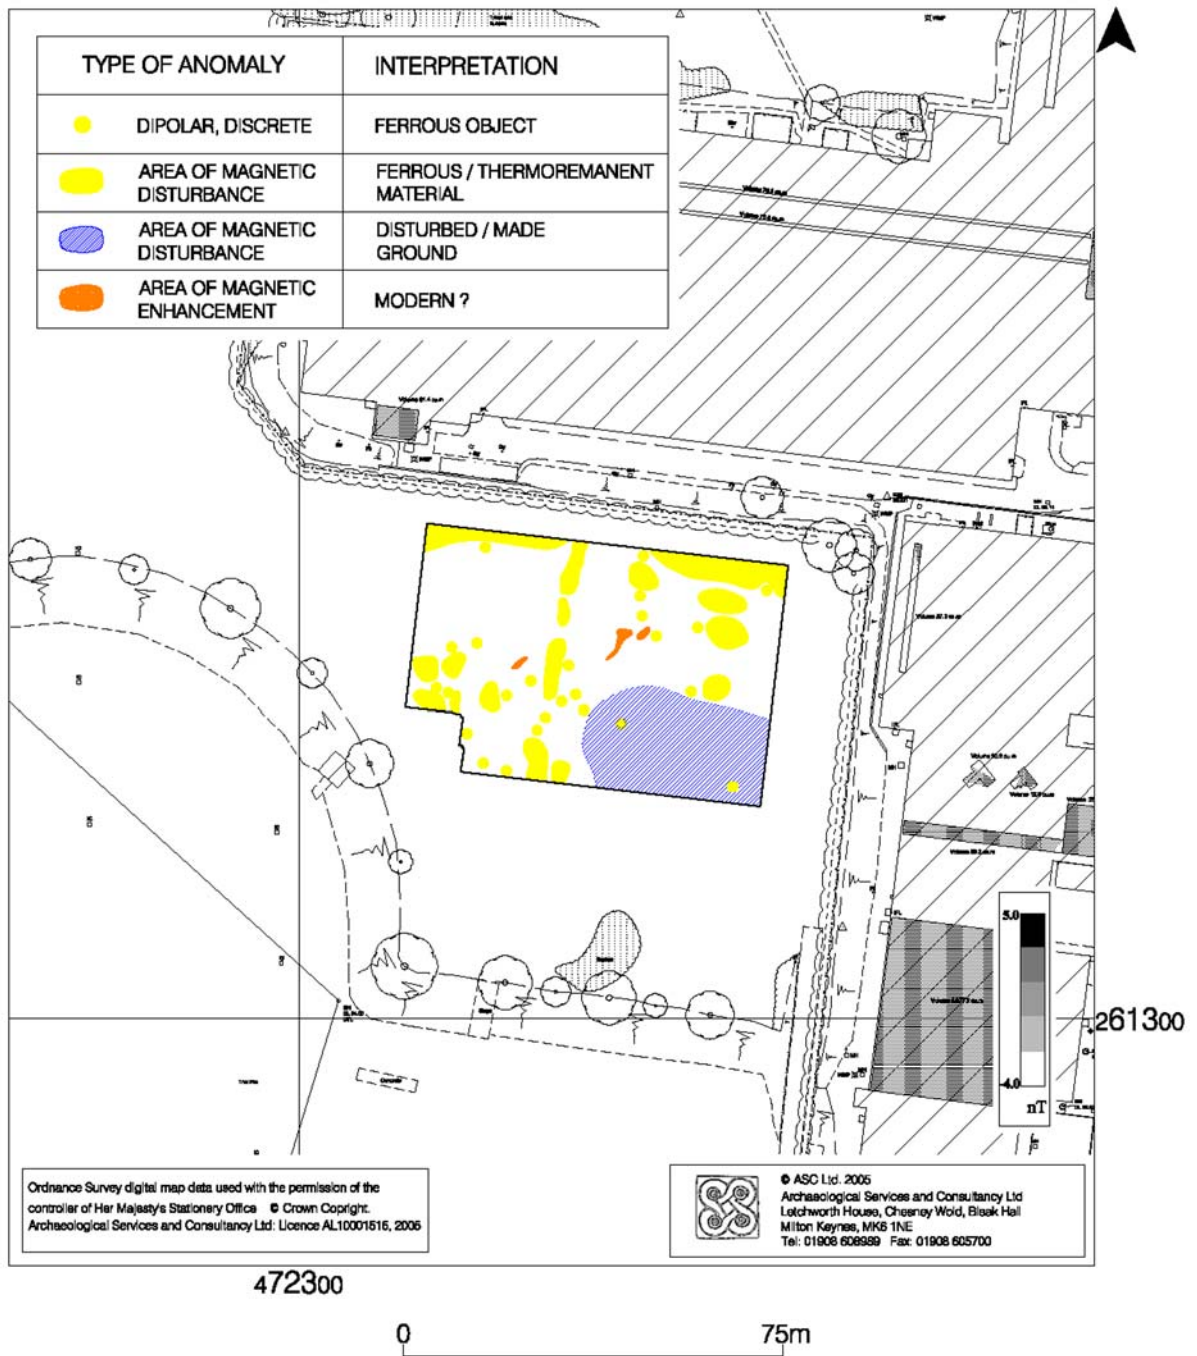 TYPE OF ANOMALY
INTERPRETATION
DIPOLAR, DISCRETE
FERROUS OBJECT
AREA OF MAGNETIC
DISTURBANCE
FERROUS / THERMOREMANENT
MATERIAL
AREA OF MAGNETIC
DISTURBANCE
DISTURBED / MADE
GROUND
AREA OF MAGNETIC
ENHANCEMENT
MODERN ?
5.0
-4.0
nT
261300
Ordnance Survey digital map data used with the permission of the
controller of Her Majesty's Stationery Office © Crown Copright.
Archaeological Services and Consultancy Ltd: Licence AL10001616, 2005
© ASC Ltd. 2005
Archaeological Services and Consultancy Ltd
Letchworth House, Chesney Wold, Bleak Hall
Milton Keynes, MK6 1NE
Tel: 01908 608989 Fax: 01908 605700
472300
0
75m